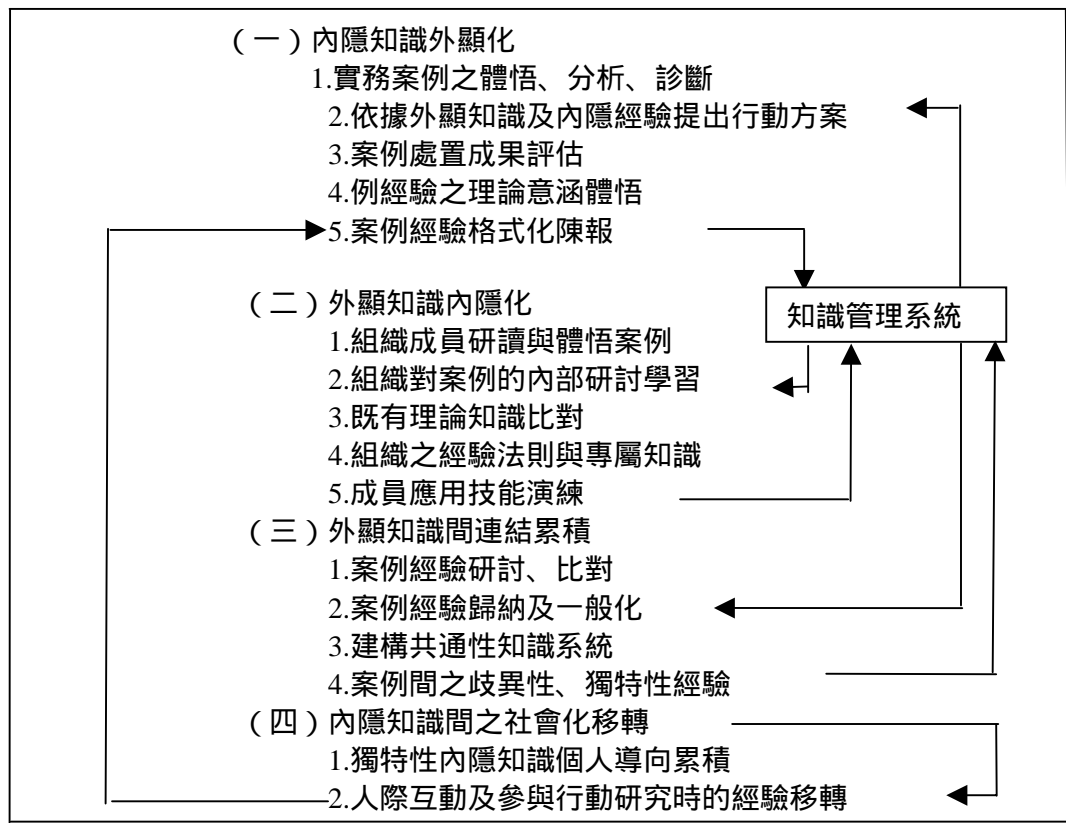 （一）內隱知識外顯化
1.實務案例之體悟、分析、診斷
2.依據外顯知識及內隱經驗提出行動方案
3.案例處置成果評估
4.例經驗之理論意涵體悟
5.案例經驗格式化陳報
（二）外顯知識內隱化
知識管理系統
1.組織成員研讀與體悟案例
2.組織對案例的內部研討學習
3.既有理論知識比對
4.組織之經驗法則與專屬知識
5.成員應用技能演練
（三）外顯知識間連結累積
1.案例經驗研討、比對
2.案例經驗歸納及一般化
3.建構共通性知識系統
4.案例間之歧異性、獨特性經驗
（四）內隱知識間之社會化移轉
1.獨特性內隱知識個人導向累積
2.人際互動及參與行動研究時的經驗移轉